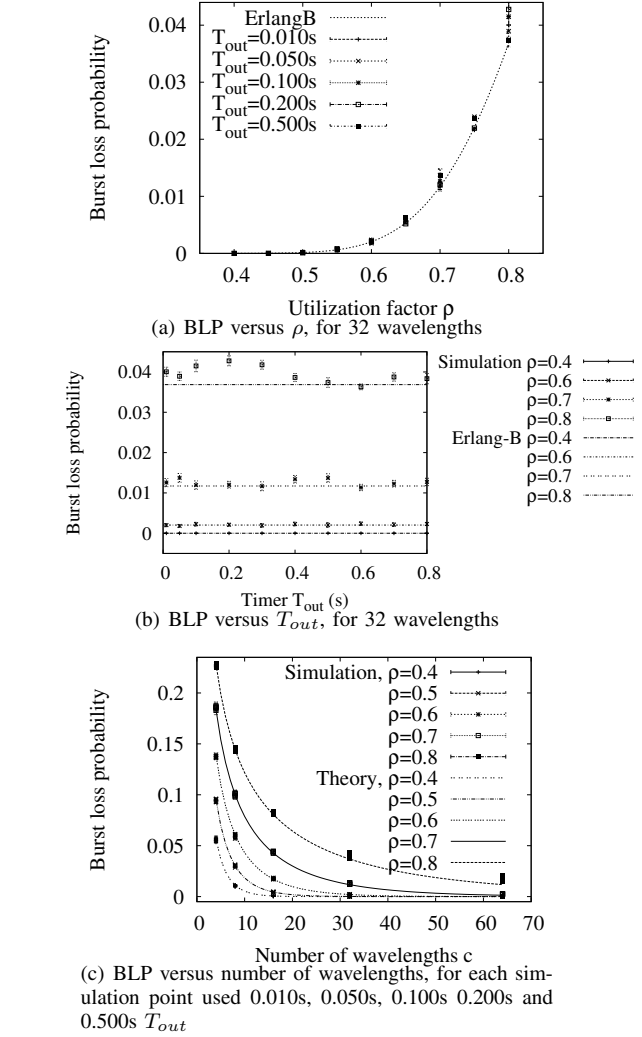 0.04
0.03
0.02
0.01
0
Burst loss probability
ErlangB
T_out=0.010s
T_out=0.050s
T_out=0.100s
T_out=0.200s
T_out=0.500s
0.4 0.5 0.6 0.7 0.8
Utilization factor ρ
(a) BLP versus ρ, for 32 wavelengths
0.04
0.03
0.02
0.01
0
Burst loss probability
0 0.2 0.4 0.6 0.8
Timer T_out (s)
Simulation ρ=0.4
ρ=0.6
ρ=0.7
ρ=0.8
Erlang-B ρ=0.4
ρ=0.6
ρ=0.7
ρ=0.8
(b) BLP versus T_out, for 32 wavelengths
0.2
0.15
0.1
0.05
0
Burst loss probability
Simulation, ρ=0.4
ρ=0.5
ρ=0.6
ρ=0.7
ρ=0.8
Theory, ρ=0.4
ρ=0.5
ρ=0.6
ρ=0.7
ρ=0.8
0 10 20 30 40 50 60 70
Number of wavelengths c
(c) BLP versus number of wavelengths, for each sim-
ulation point used 0.010s, 0.050s, 0.100s 0.200s and
0.500s T_out